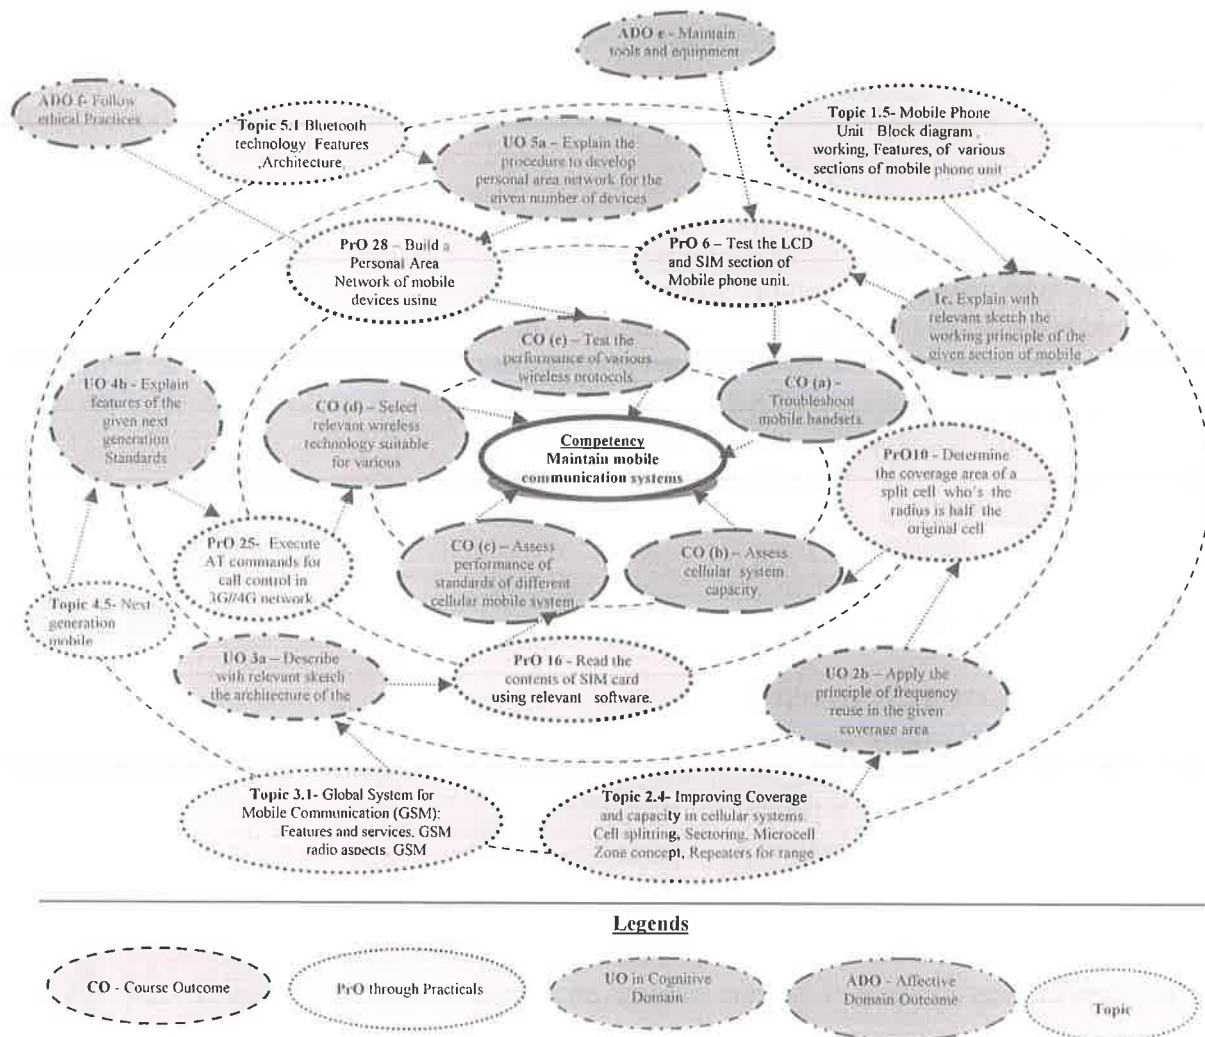 ADO e - Maintain
tools and equipment
ADO f- Follow
ethical Practices
Topic 5.1 Bluetooth
technology Features
,Architecture,
UO 5a – Explain the
procedure to develop
personal area network for the
given number of devices
Topic 1.5- Mobile Phone
Unit Block diagram ,
working, Features, of various
sections of mobile phone unit
PrO 28 – Build a
Personal Area
Network of mobile
devices using
PrO 6 – Test the LCD
and SIM section of
Mobile phone unit.
1c. Explain with
relevant sketch the
working principle of the
given section of mobile
CO (e) – Test the
performance of various
wireless protocols
CO (a) -
Troubleshoot
mobile handsets
UO 4b - Explain
features of the
given next
generation
Standards
CO (d) – Select
relevant wireless
technology suitable
for various
Competency
Maintain mobile
communication systems
PrO10 - Determine
the coverage area of a
split cell who's the
radius is half the
original cell
PrO 25- Execute
AT commands for
call control in
3G//4G network
CO (c) – Assess
performance of
standards of different
cellular mobile system
CO (b) – Assess
cellular system
capacity,
Topic 4.5- Next
generation
mobile
UO 3a – Describe
with relevant sketch
the architecture of the
PrO 16 - Read the
contents of SIM card
using relevant software.
UO 2b – Apply the
principle of frequency
reuse in the given
coverage area
Topic 3.1- Global System for
Mobile Communication (GSM):
Features and services, GSM
radio aspects, GSM
Topic 2.4- Improving Coverage
and capacity in cellular systems
Cell splitting, Sectoring, Microcell
Zone concept, Repeaters for range
Legends
CO - Course Outcome
PrO through Practicals
UO in Cognitive
Domain
ADO - Affective
Domain Outcome
Topic